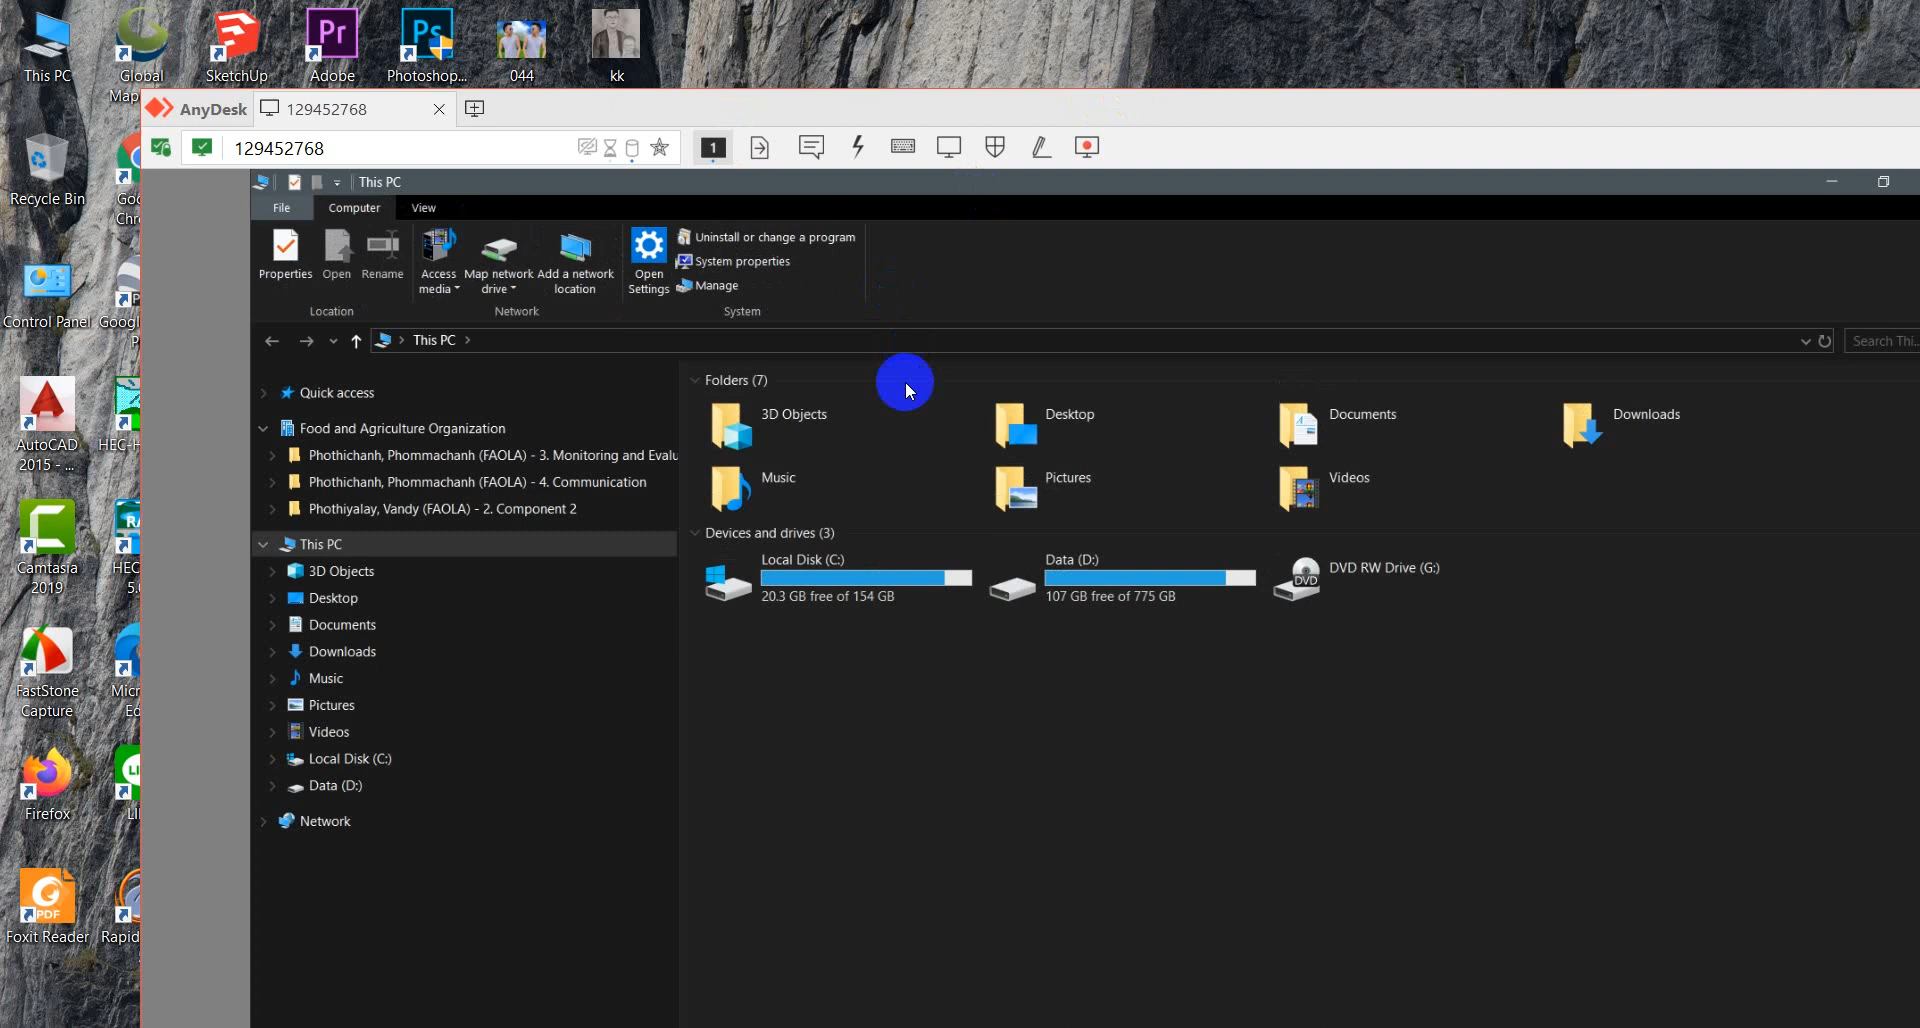 This PC
Global
Map
SketchUp
Adobe
Photoshop...
044
kk
AnyDesk
129452768
129452768
1
Recycle Bin
Control Panel
AutoCAD
2015 - ...
Camtasia
2019
FastStone
Capture
Firefox
Foxit Reader
Rapid
This PC
File
Computer
View
Properties
Open
Rename
Access
media
Map network
drive
Add a network
location
Open
Settings
Uninstall or change a program
System properties
Manage
Location
Network
System
This PC
Search Thi...
Quick access
Food and Agriculture Organization
Phothichanh, Phommachanh (FAOLA) - 3. Monitoring and Evalu
Phothichanh, Phommachanh (FAOLA) - 4. Communication
Phothiyalay, Vandy (FAOLA) - 2. Component 2
This PC
3D Objects
Desktop
Documents
Downloads
Music
Pictures
Videos
Local Disk (C:)
Data (D:)
Network
Folders (7)
3D Objects
Desktop
Documents
Downloads
Music
Pictures
Videos
Devices and drives (3)
Local Disk (C:)
20.3 GB free of 154 GB
Data (D:)
107 GB free of 775 GB
DVD RW Drive (G:)